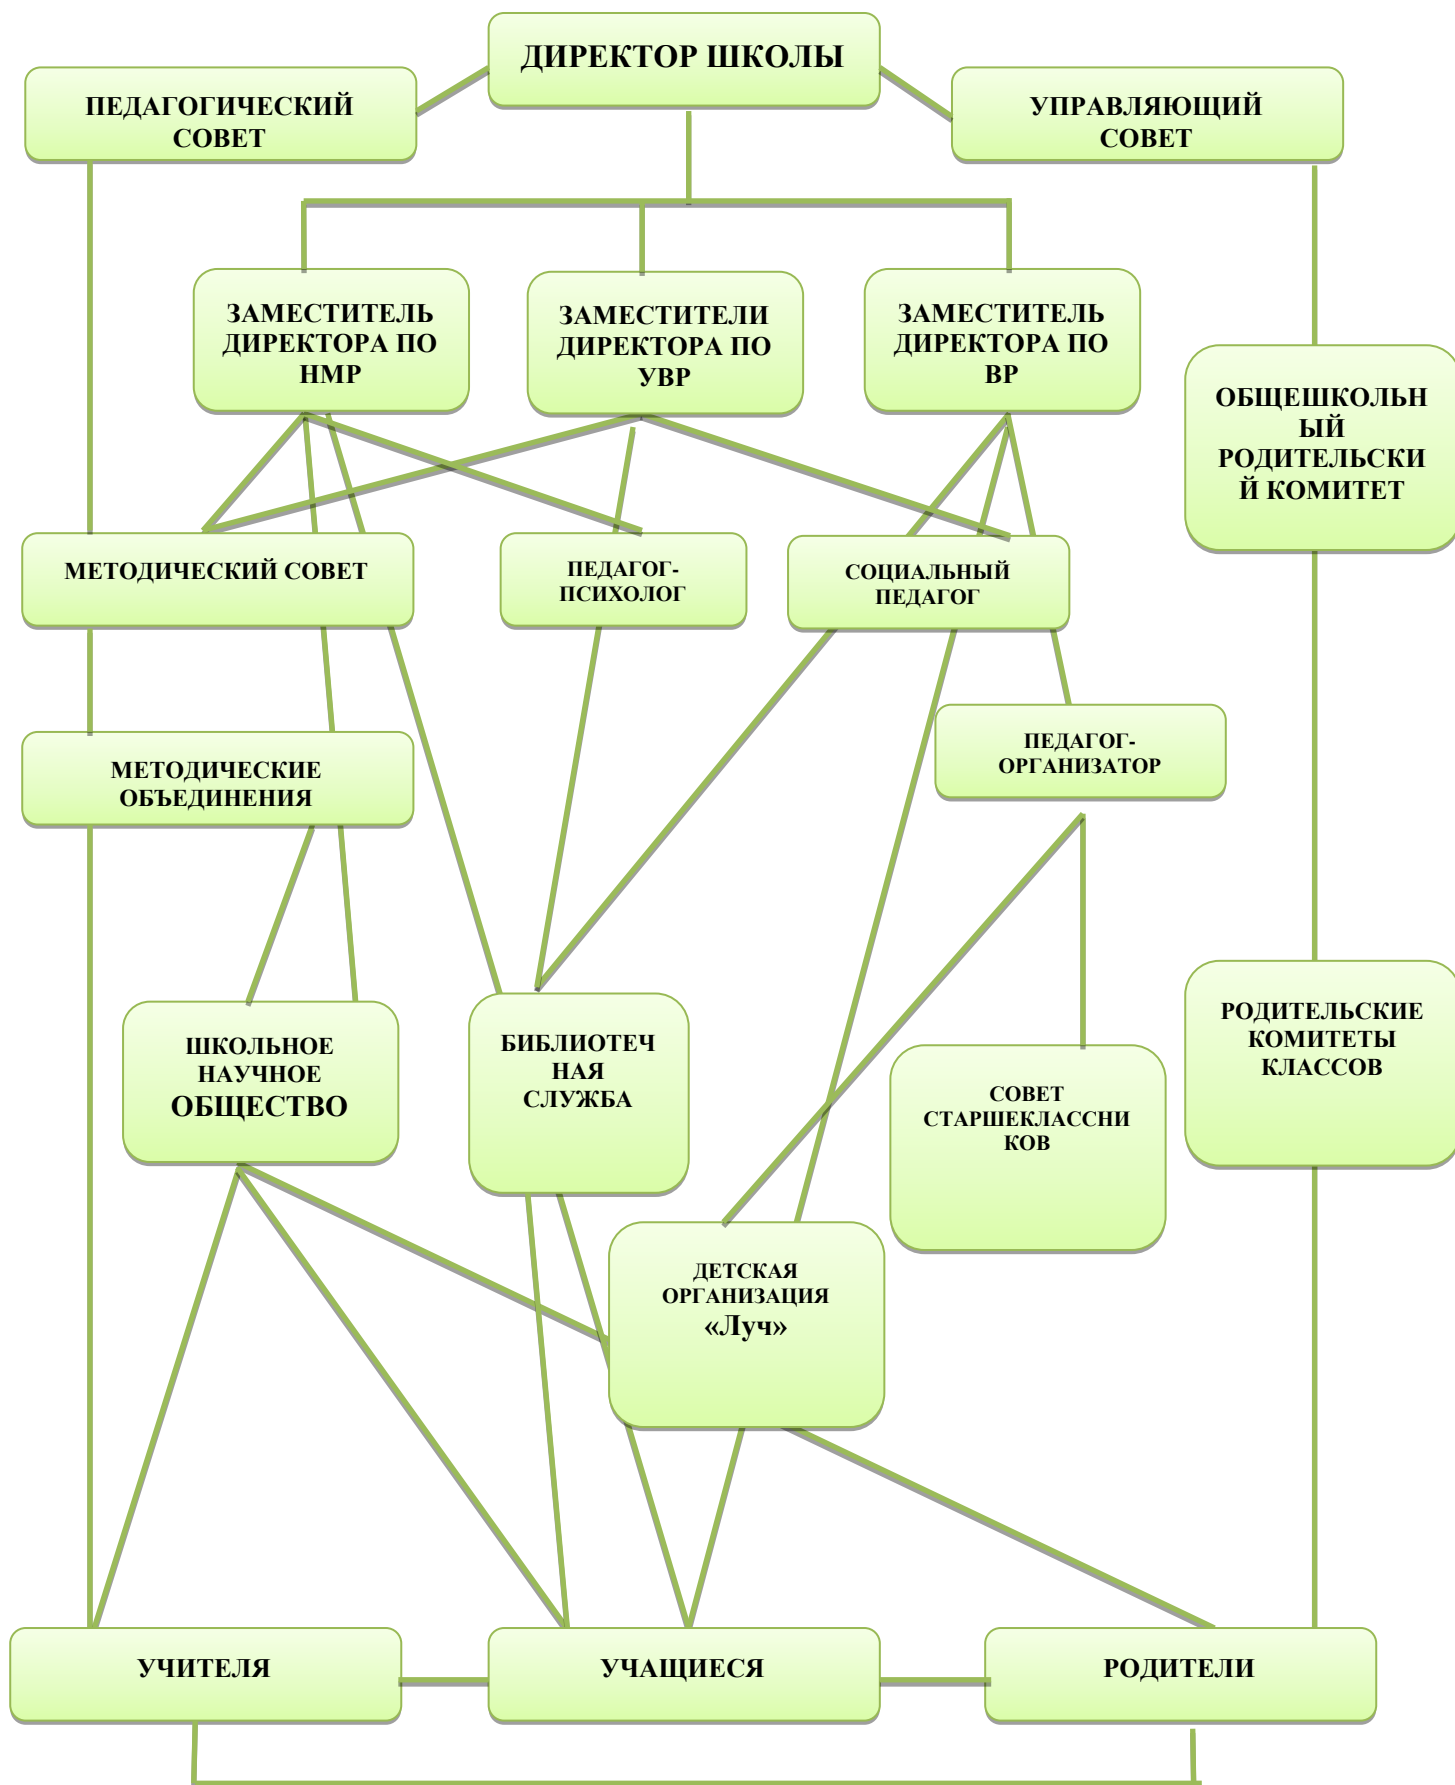 ДИРЕКТОР ШКОЛЫ
ПЕДАГОГИЧЕСКИЙ
СОВЕТ
УПРАВЛЯЮЩИЙ
СОВЕТ
ЗАМЕСТИТЕЛЬ
ДИРЕКТОРА ПО
НМР
ЗАМЕСТИТЕЛИ
ДИРЕКТОРА ПО
УВР
ЗАМЕСТИТЕЛЬ
ДИРЕКТОРА ПО
ВР
ОБЩЕШКОЛЬН
ЫЙ
РОДИТЕЛЬСКИ
Й КОМИТЕТ
МЕТОДИЧЕСКИЙ СОВЕТ
ПЕДАГОГ-
ПСИХОЛОГ
СОЦИАЛЬНЫЙ
ПЕДАГОГ
МЕТОДИЧЕСКИЕ
ОБЪЕДИНЕНИЯ
ПЕДАГОГ-
ОРГАНИЗАТОР
ШКОЛЬНОЕ
НАУЧНОЕ
ОБЩЕСТВО
БИБЛИОТЕЧ
НАЯ
СЛУЖБА
СОВЕТ
СТАРШЕКЛАССНИ
КОВ
РОДИТЕЛЬСКИЕ
КОМИТЕТЫ
КЛАССОВ
ДЕТСКАЯ
ОРГАНИЗАЦИЯ
«Луч»
УЧИТЕЛЯ
УЧАЩИЕСЯ
РОДИТЕЛИ